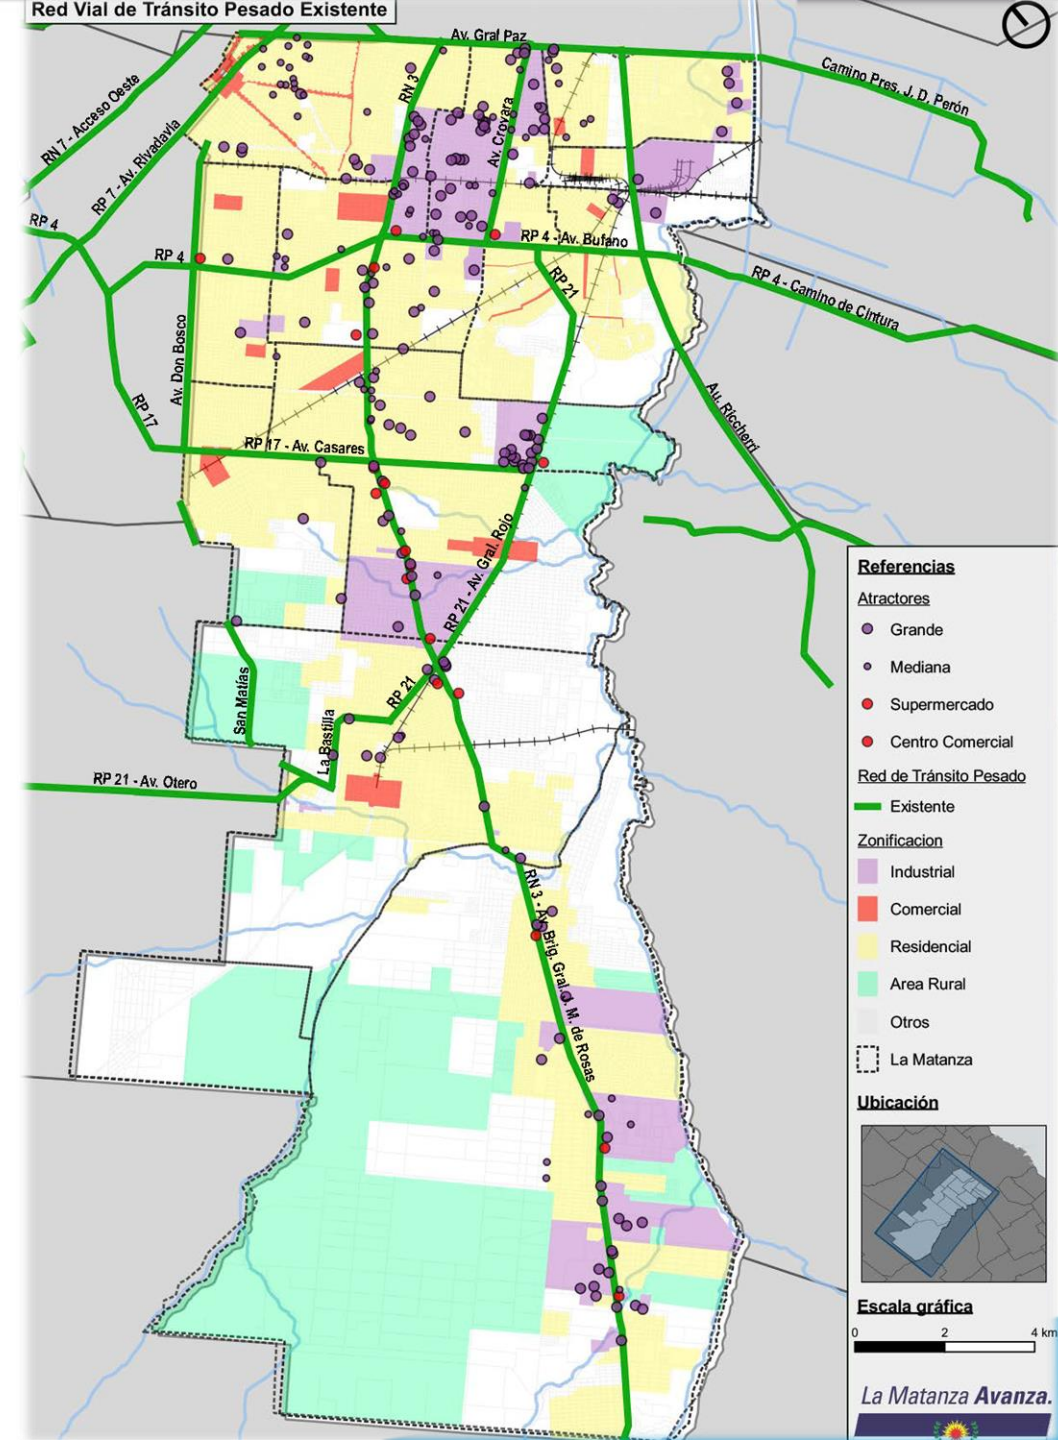 Red Vial de Tránsito Pesado Existente
Av. Gral Paz
Camino Pres. J. D. Perón
RN 7 - Acceso Oeste
RN 3
Av. Crovara
RP 7 - Av. Rivadavia
RP 4
RP 4 - Av. Bufano
RP 4
RP 21
RP 4 - Camino de Cintura
Av. Don Bosco
RP 17
Au. Riccherri
RP 17 - Av. Casares
RP 21 - Av. Gral. Rojo
San Matías
RP 21
La Bastilla
RP 21 - Av. Otero
RN 3 - Av. Brig. Gral. J. M. de Rosas
Referencias
Atractores
Grande
Mediana
Supermercado
Centro Comercial
Red de Tránsito Pesado
Existente
Zonificacion
Industrial
Comercial
Residencial
Area Rural
Otros
La Matanza
Ubicación
Escala gráfica
0 2 4 km
La Matanza Avanza.